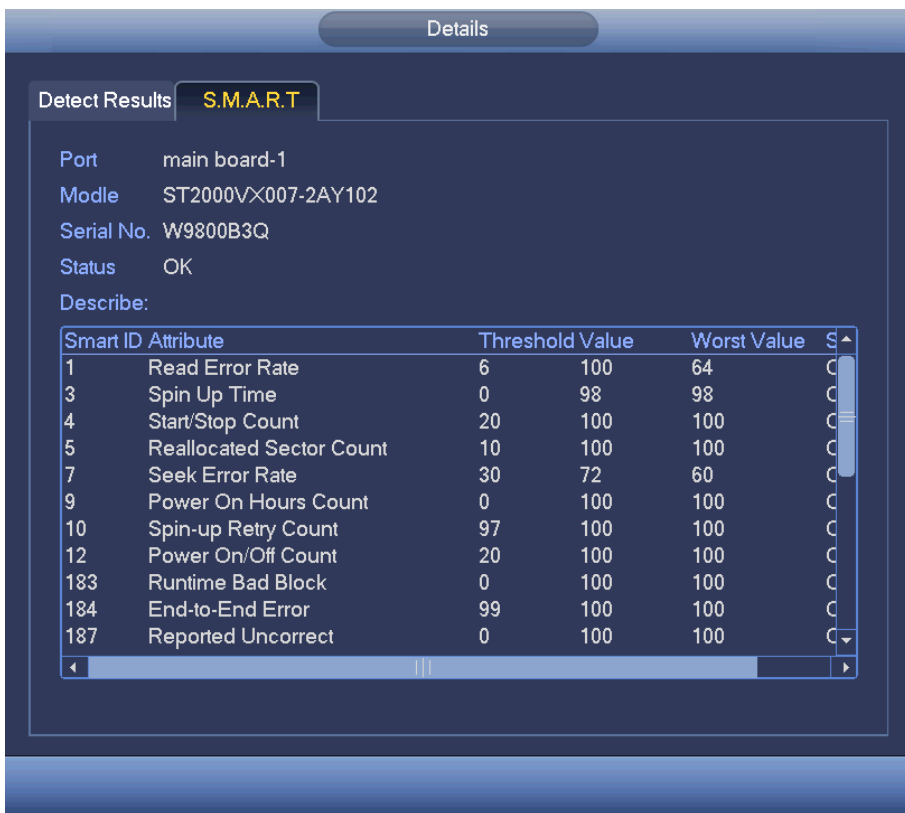 Details
Detect Results S.M.A.R.T
Port main board-1
Modle ST2000VX007-2AY102
Serial No. W9800B3Q
Status OK
Describe:
Smart ID Attribute Threshold Value Worst Value
1 Read Error Rate 6 100 64
3 Spin Up Time 0 98 98
4 Start/Stop Count 20 100 100
5 Reallocated Sector Count 10 100 100
7 Seek Error Rate 30 72 60
9 Power On Hours Count 0 100 100
10 Spin-up Retry Count 97 100 100
12 Power On/Off Count 20 100 100
183 Runtime Bad Block 0 100 100
184 End-to-End Error 99 100 100
187 Reported Uncorrect 0 100 100